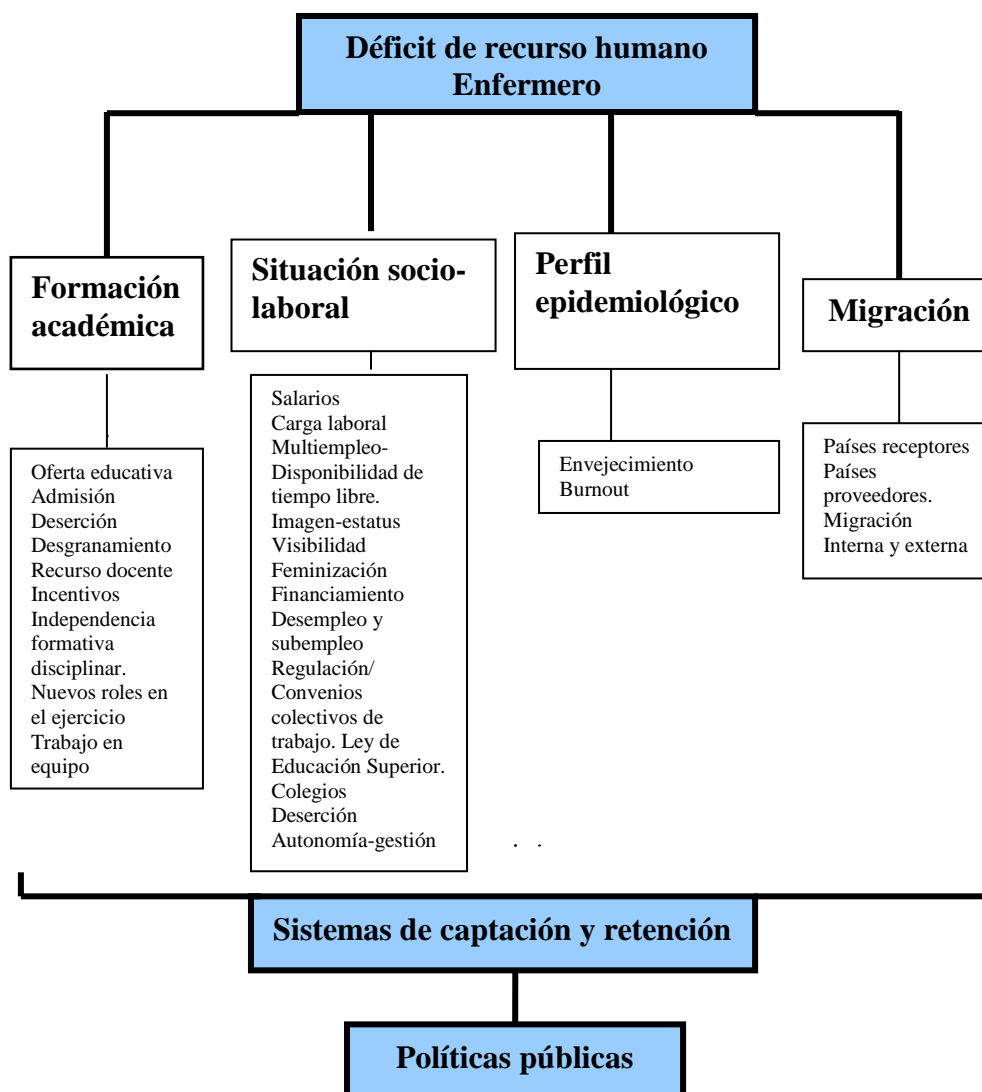 Déficit de recurso humano
Enfermero
Formación
académica
Situación socio-
laboral
Perfil
epidemiológico
Migración
Oferta educativa
Admisión
Deserción
Desgranamiento
Recurso docente
Incentivos
Independencia
formativa
disciplinar.
Nuevos roles en
el ejercicio
Trabajo en
equipo
Salarios
Carga laboral
Multiempleo-
Disponibilidad de
tiempo libre.
Imagen-estatus
Visibilidad
Feminización
Financiamiento
Desempleo y
subempleo
Regulación/
Convenios
colectivos de
trabajo. Ley de
Educación Superior.
Colegios
Deserción
Autonomía-gestión
Envejecimiento
Burnout
Países receptores
Países
proveedores.
Migración
Interna y externa
. .
Sistemas de captación y retención
Políticas públicas